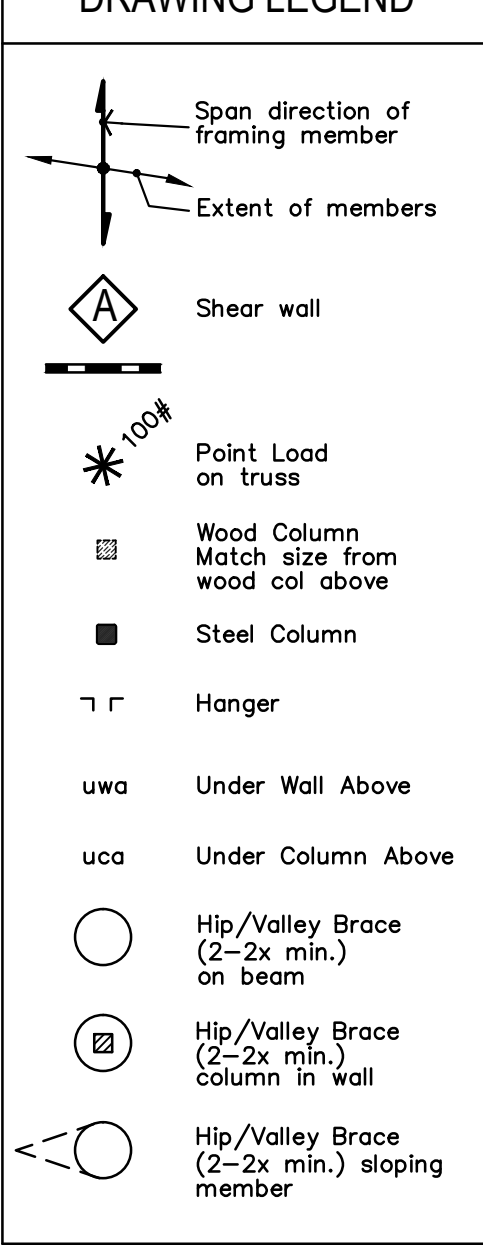 DRAWING LEGEND
Span direction of
framing member
Extent of members
A
Shear wall
100#
Point Load
on truss
Wood Column
Match size from
wood col above
Steel Column
Hanger
uwa Under Wall Above
uca Under Column Above
Hip/Valley Brace
(2-2x min.)
on beam
Hip/Valley Brace
(2-2x min.)
column in wall
Hip/Valley Brace
(2-2x min.) sloping
member